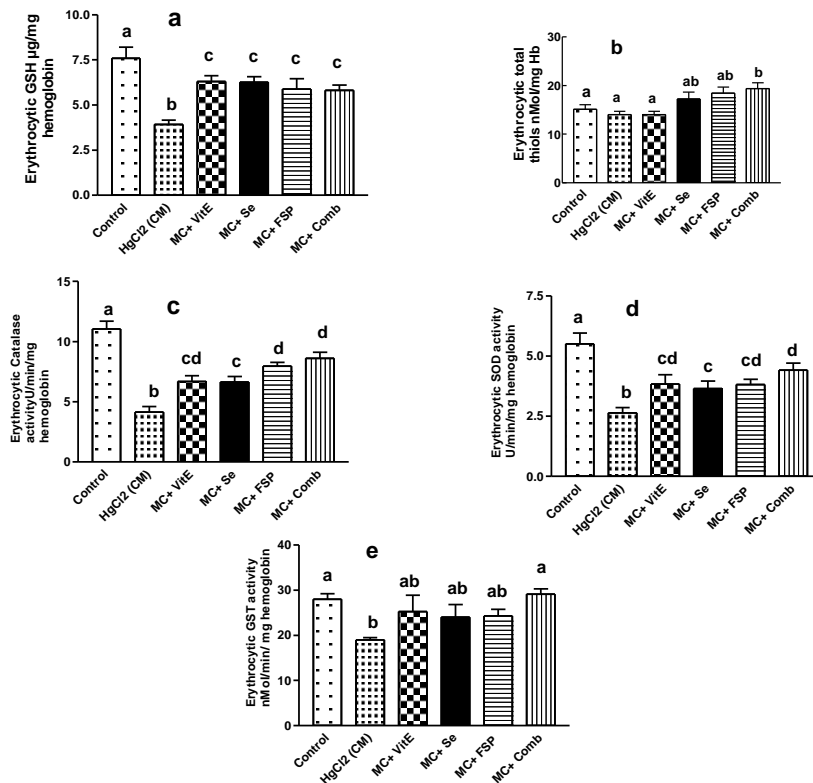 a
Erythrocytic GSH µg/mg
hemoglobin
10.0
7.5
5.0
2.5
0.0
a
b
c
c
c
c
Control
HgCl2 (CM)
MC+ VitE
MC+ Se
MC+ FSP
MC+ Comb
b
Erythrocytic total
thiols nMol/mg Hb
30
20
10
0
a
a
a
ab
ab
b
Control
HgCl2 (CM)
MC+ VitE
MC+ Se
MC+ FSP
MC+ Comb
c
Erythrocytic Catalase
activityU/min/mg
hemoglobin
15
10
5
0
a
b
cd
c
d
d
Control
HgCl2 (CM)
MC+ VitE
MC+ Se
MC+ FSP
MC+ Comb
d
Erythrocytic SOD activity
U/min/mg hemoglobin
7.5
5.0
2.5
0.0
a
b
cd
c
cd
d
Control
HgCl2 (CM)
MC+ VitE
MC+ Se
MC+ FSP
MC+ Comb
e
Erythrocytic GST activity
nMol/min/ mg hemoglobin
40
30
20
10
0
a
b
ab
ab
ab
a
Control
HgCl2 (CM)
MC+ VitE
MC+ Se
MC+ FSP
MC+ Comb